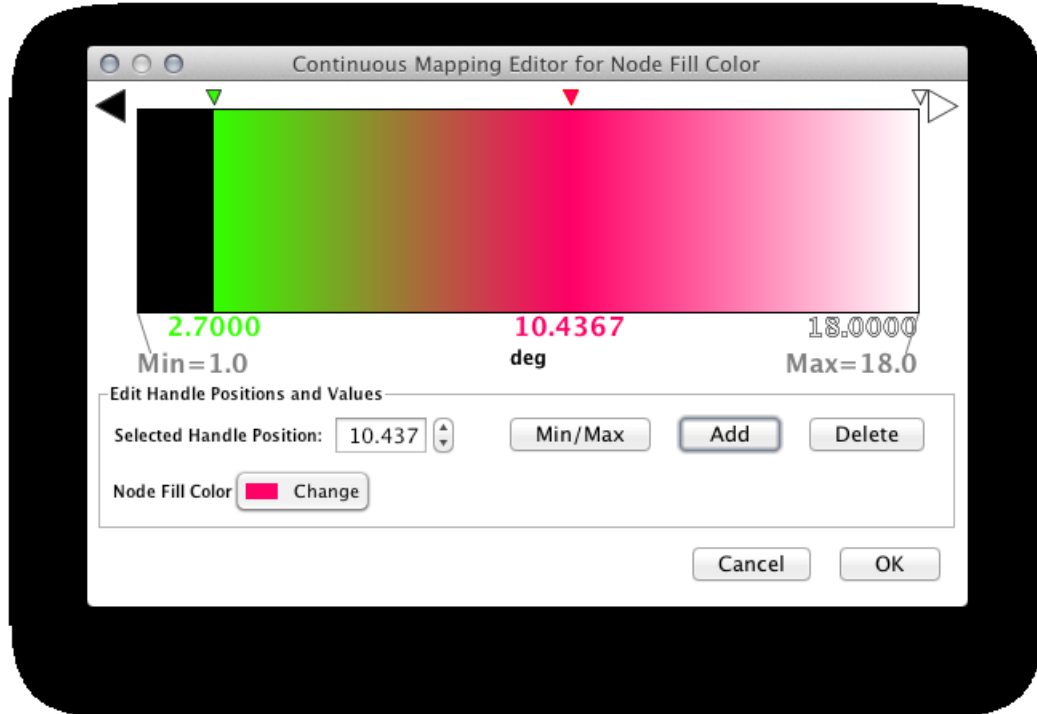 Continuous Mapping Editor for Node Fill Color
2.7000 10.4367 18.0000
Min=1.0 deg Max=18.0
Edit Handle Positions and Values
Selected Handle Position: 10.437 Min/Max Add Delete
Node Fill Color Change
Cancel OK